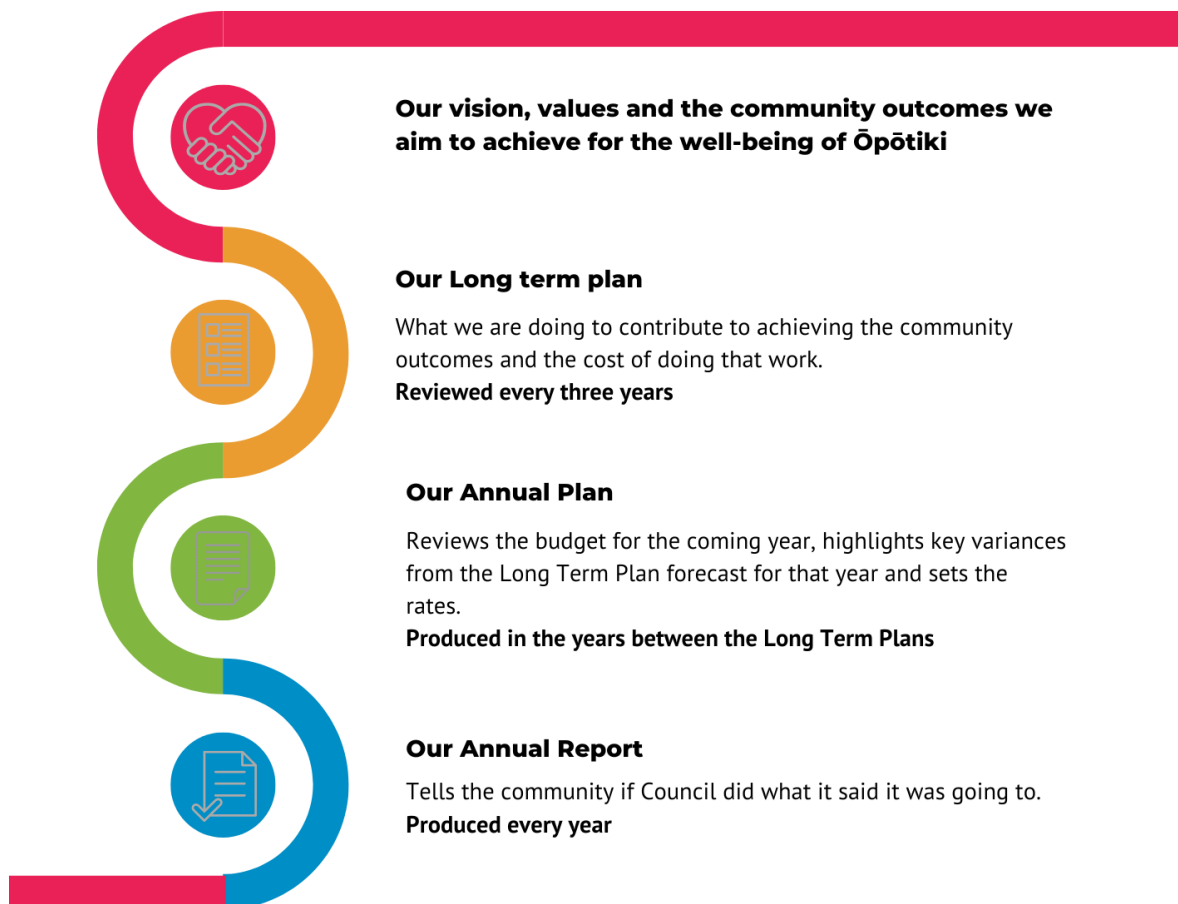 Our vision, values and the community outcomes we
aim to achieve for the well-being of Ōpōtiki
Our Long term plan
What we are doing to contribute to achieving the community
outcomes and the cost of doing that work.
Reviewed every three years
Our Annual Plan
Reviews the budget for the coming year, highlights key variances
from the Long Term Plan forecast for that year and sets the
rates.
Produced in the years between the Long Term Plans
Our Annual Report
Tells the community if Council did what it said it was going to.
Produced every year